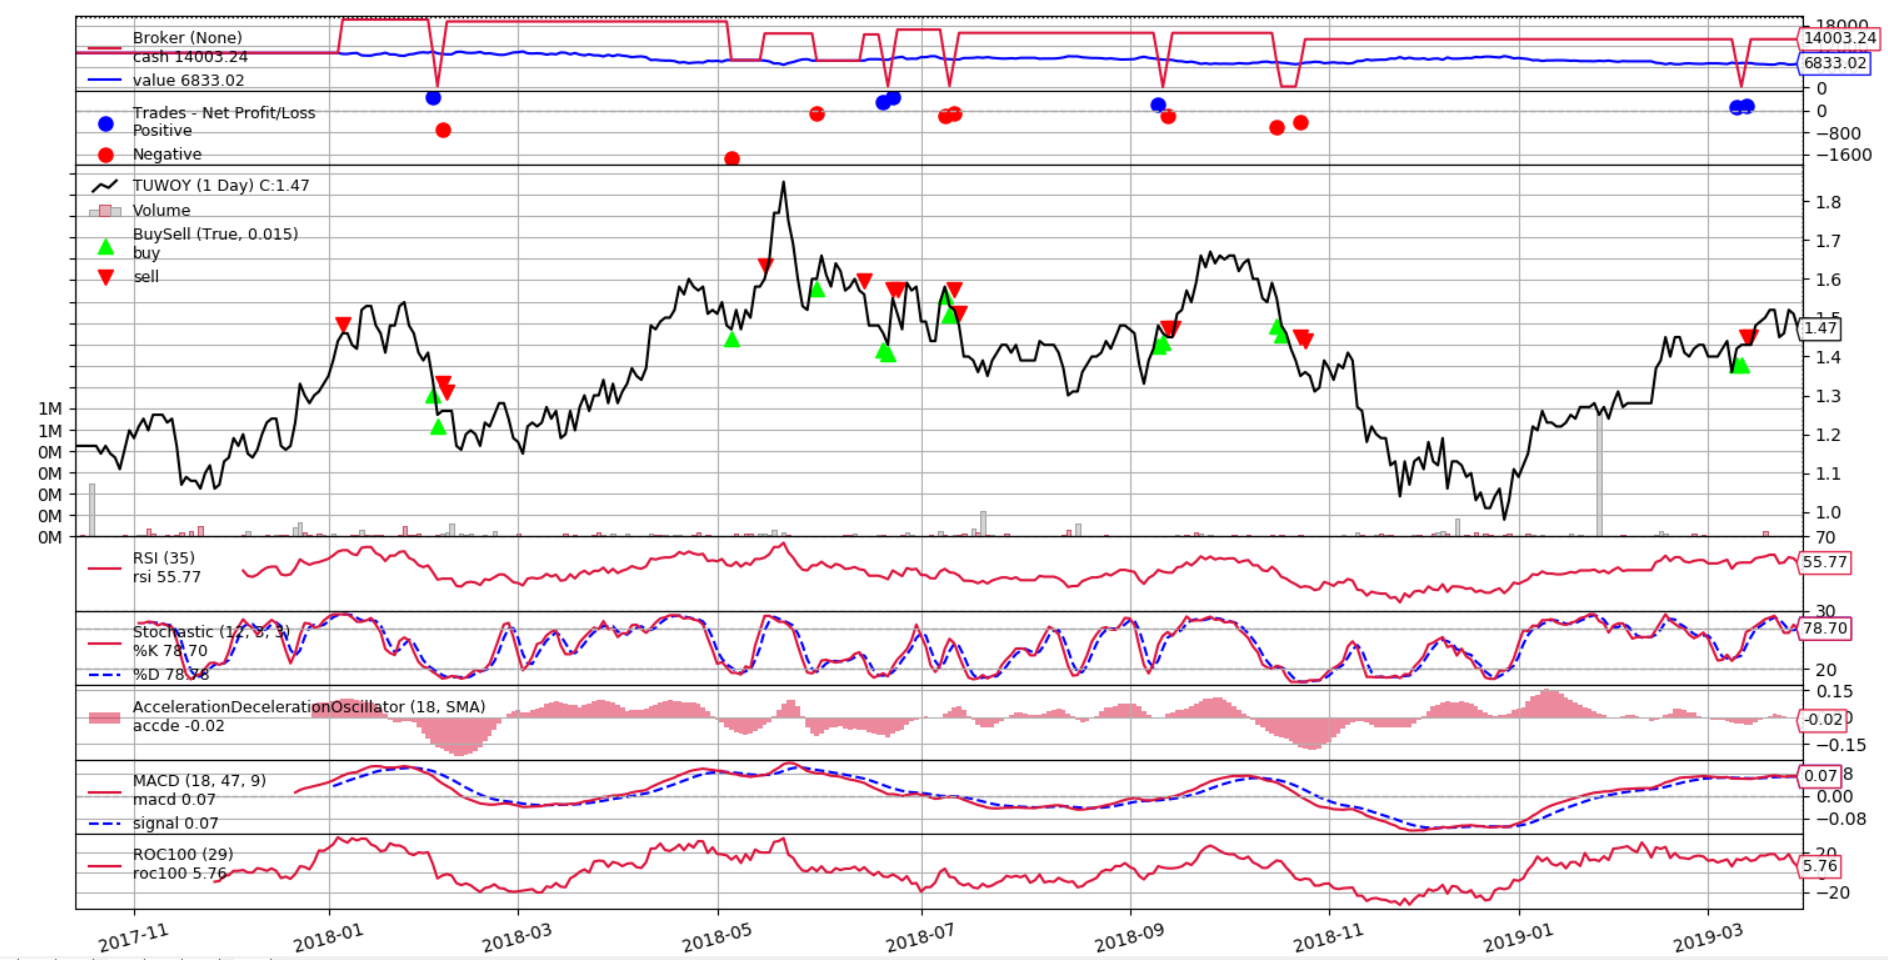 Broker (None)
cash 14003.24
value 6833.02
18000
14003.24
6833.02
0
Trades - Net Profit/Loss
Positive
Negative
0
−800
−1600
TUWOY (1 Day) C:1.47
Volume
BuySell (True, 0.015)
buy
sell
1.8
1.7
1.6
1.5
1.47
1.4
1.3
1.2
1.1
1.0
1M
1M
0M
0M
0M
0M
0M
RSI (35)
rsi 55.77
70
55.77
30
Stochastic (12, 3, 3)
%K 78.70
%D 78.78
78.70
20
AccelerationDecelerationOscillator (18, SMA)
accde -0.02
0.15
-0.02
−0.15
MACD (18, 47, 9)
macd 0.07
signal 0.07
0.07
8
0.00
−0.08
ROC100 (29)
roc100 5.76
20
5.76
−20
2017-11
2018-01
2018-03
2018-05
2018-07
2018-09
2018-11
2019-01
2019-03